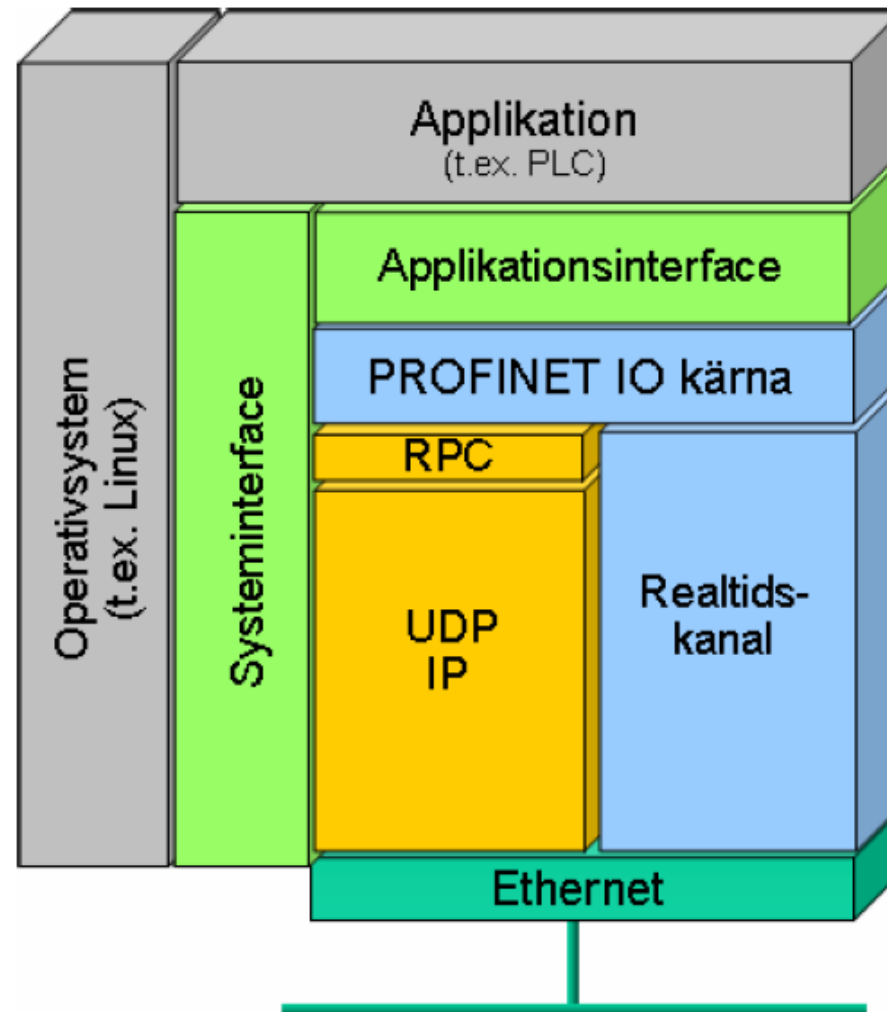 Applikation
(t.ex. PLC)
Applikationsinterface
PROFINET IO kärna
RPC
UDP
IP
Realtids-
kanal
Ethernet
Systeminterface
Operativsystem
(t.ex. Linux)